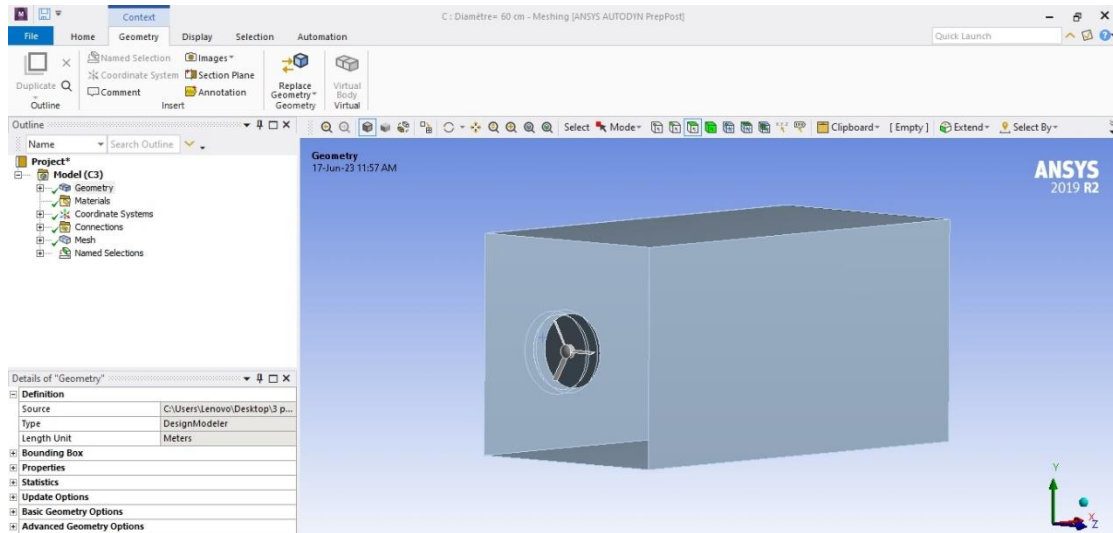 C : Diamètre= 60 cm - Meshing [ANSYS AUTODYN PrepPost]
Context
File Home Geometry Display Selection Automation
Quick Launch
Duplicate
Outline
Named Selection
Coordinate System
Comment
Images
Section Plane
Annotation
Insert
Replace
Geometry
Geometry
Virtual
Body
Virtual
Outline
Name Search Outline
Select Mode Clipboard [Empty] Extend Select By
Project*
Model (C3)
Geometry
Materials
Coordinate Systems
Connections
Mesh
Named Selections
Geometry
17-Jun-23 11:57 AM
ANSYS
2019 R2
Details of "Geometry"
Definition
Source C:\Users\Lenovo\Desktop\3 p...
Type DesignModeler
Length Unit Meters
Bounding Box
Properties
Statistics
Update Options
Basic Geometry Options
Advanced Geometry Options
Y
X
Z